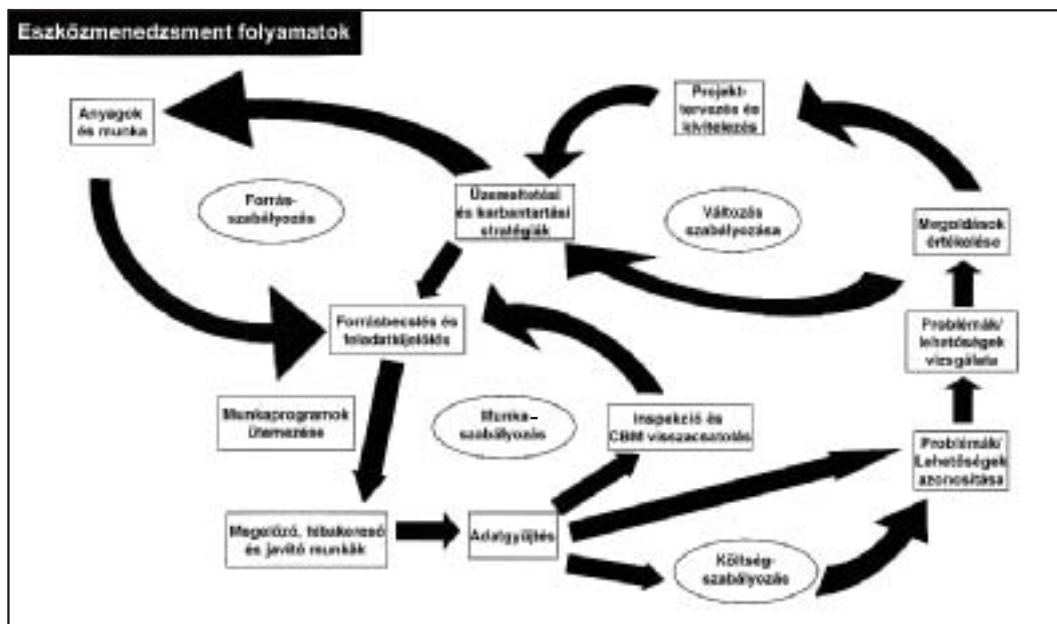 Eszközmenedzsment folyamatok
Anyagok
és munka
Projekt-
tervezés és
kivitelezés
Forrás-
szabályozás
Üzemeltetési
és karbantartási
stratégiák
Változás
szabályozása
Megoldások
értékelése
Forrásbecslés és
feladatkijelölés
Problémák/
lehetőségek
vizsgálata
Munkaprogramok
ütemezése
Munka-
szabályozás
Inspekció és
CBM visszacsatolás
Problémák/
Lehetőségek
azonosítása
Megelőző, hibakereső
és javító munkák
Adatgyűjtés
Költség-
szabályozás